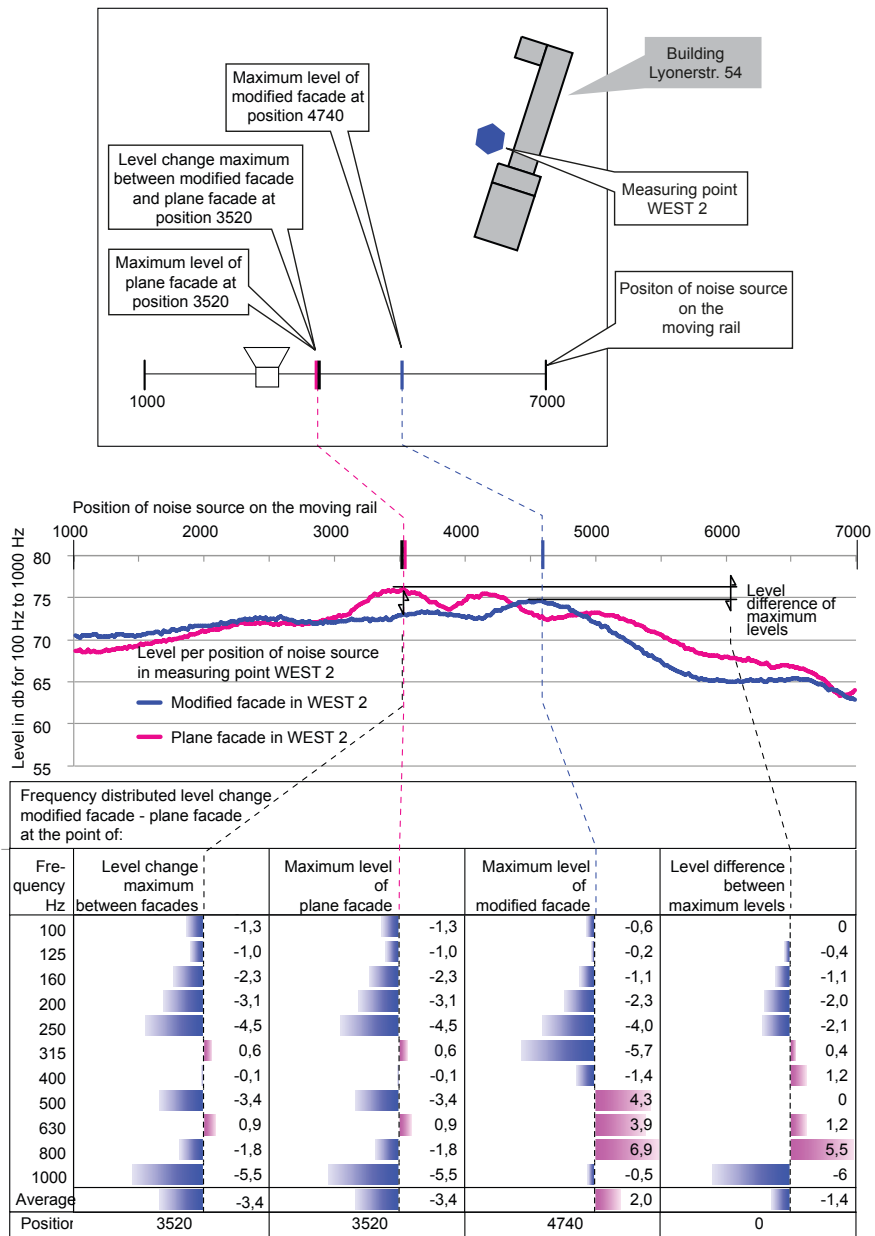 Building
Lyonerstr. 54
Maximum level of
modified facade at
position 4740
Level change maximum
between modified facade
and plane facade at
position 3520
Measuring point
WEST 2
Maximum level of
plane facade at
position 3520
Positon of noise source
on the
moving rail
1000
7000
Position of noise source on the moving rail
1000 2000 3000 4000 5000 6000 7000
Level in db for 100 Hz to 1000 Hz
80
75
70
65
60
55
Level
difference of
maximum
levels
Level per position of noise source
in measuring point WEST 2
Modified facade in WEST 2
Plane facade in WEST 2
Frequency distributed level change
modified facade - plane facade
at the point of:
Fre-
quency
Hz
Level change
maximum
between facades
Maximum level
of
plane facade
Maximum level
of
modified facade
Level difference
between
maximum levels
100 -1,3 -1,3 -0,6 0
125 -1,0 -1,0 -0,2 -0,4
160 -2,3 -2,3 -1,1 -1,1
200 -3,1 -3,1 -2,3 -2,0
250 -4,5 -4,5 -4,0 -2,1
315 0,6 0,6 -5,7 0,4
400 -0,1 -0,1 -1,4 1,2
500 -3,4 -3,4 4,3 0
630 0,9 0,9 3,9 1,2
800 -1,8 -1,8 6,9 5,5
1000 -5,5 -5,5 -0,5 -6
Average -3,4 -3,4 2,0 -1,4
Position 3520 3520 4740 0